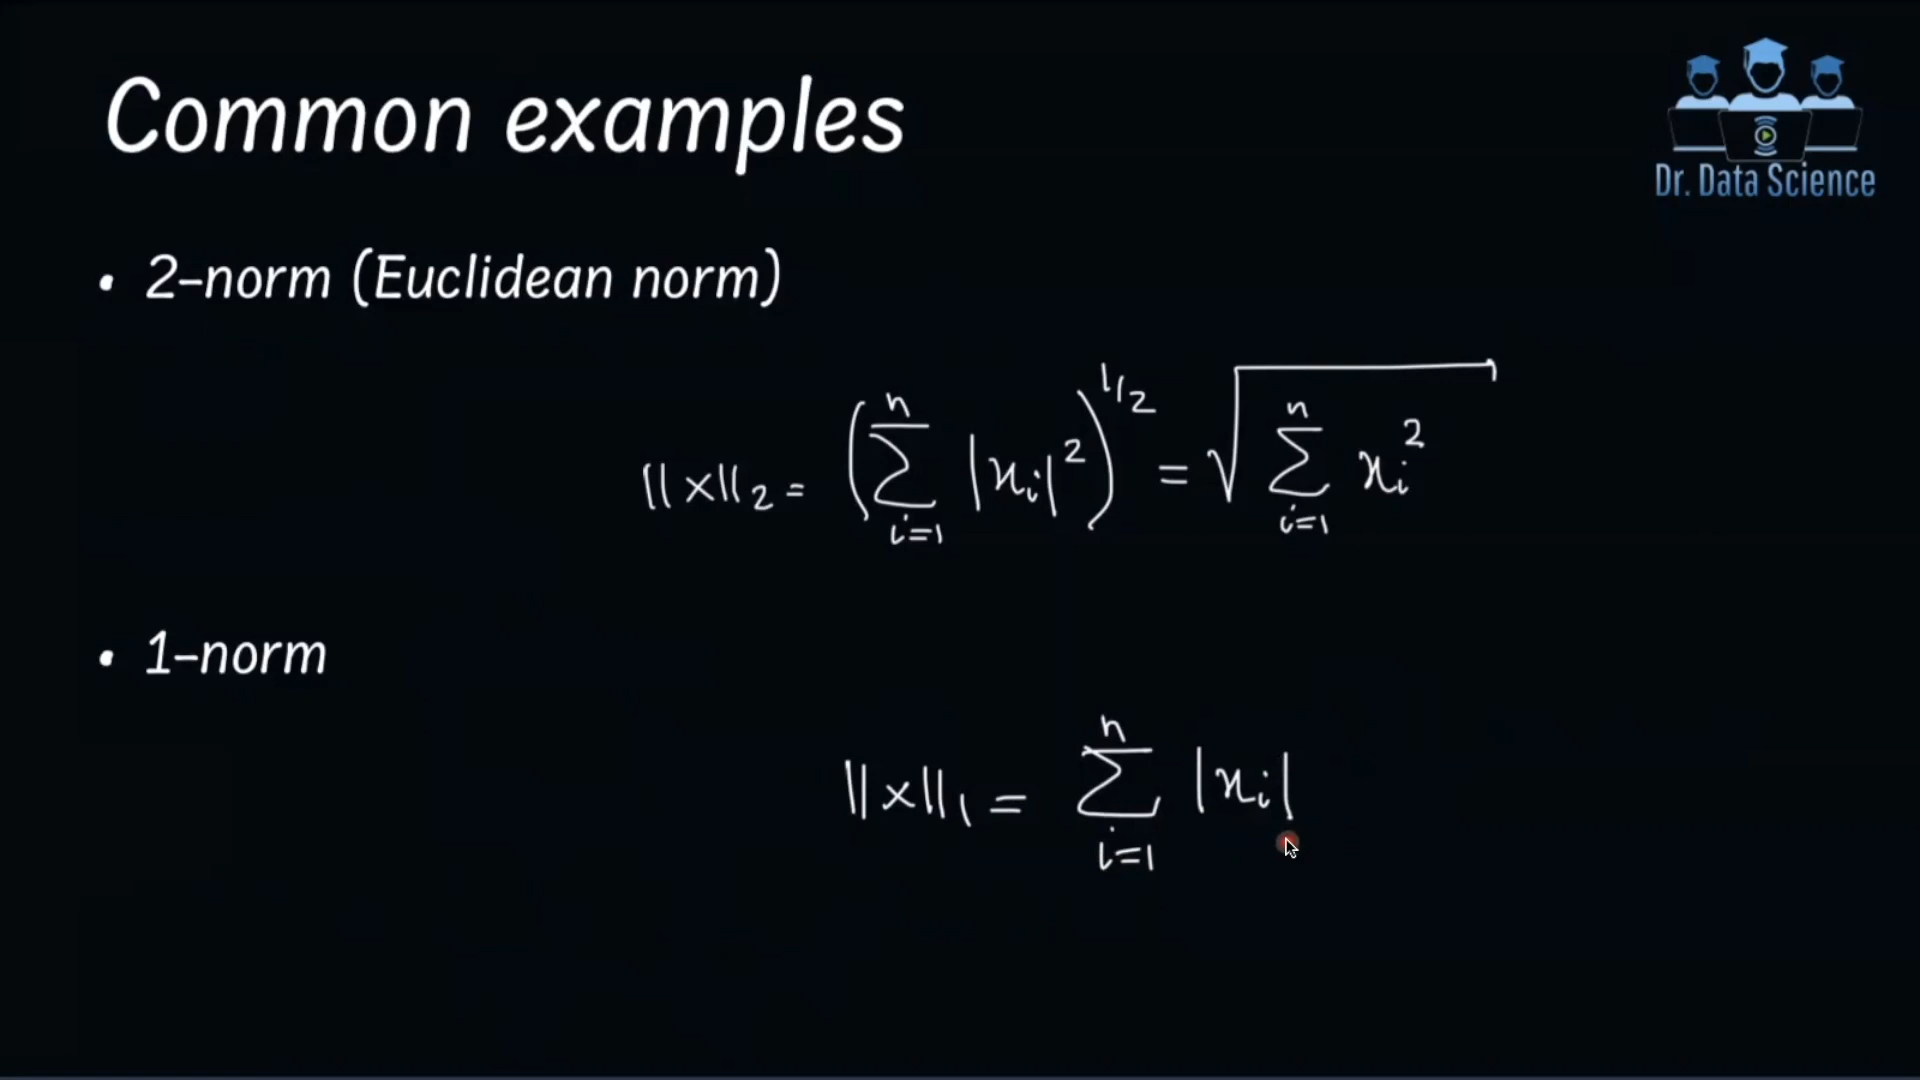 Common examples
Dr. Data Science
• 2-norm (Euclidean norm)
||x||₂ = (∑ᵢ₌₁ⁿ |xᵢ|²)^1/2 = √∑ᵢ₌₁ⁿ xᵢ²
• 1-norm
||x||₁ = ∑ᵢ₌₁ⁿ |xᵢ|